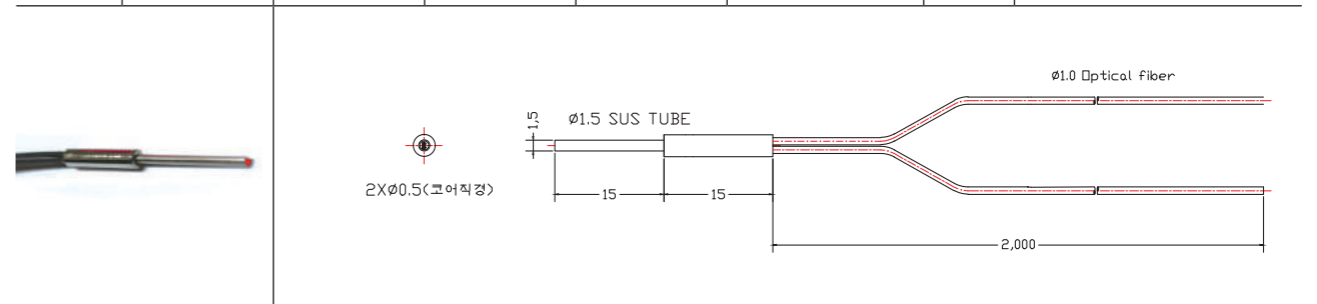 Ø1.0 Optical fiber
1,5
Ø1.5 SUS TUBE
2XØ0.5(코어직경)
15
15
2,000